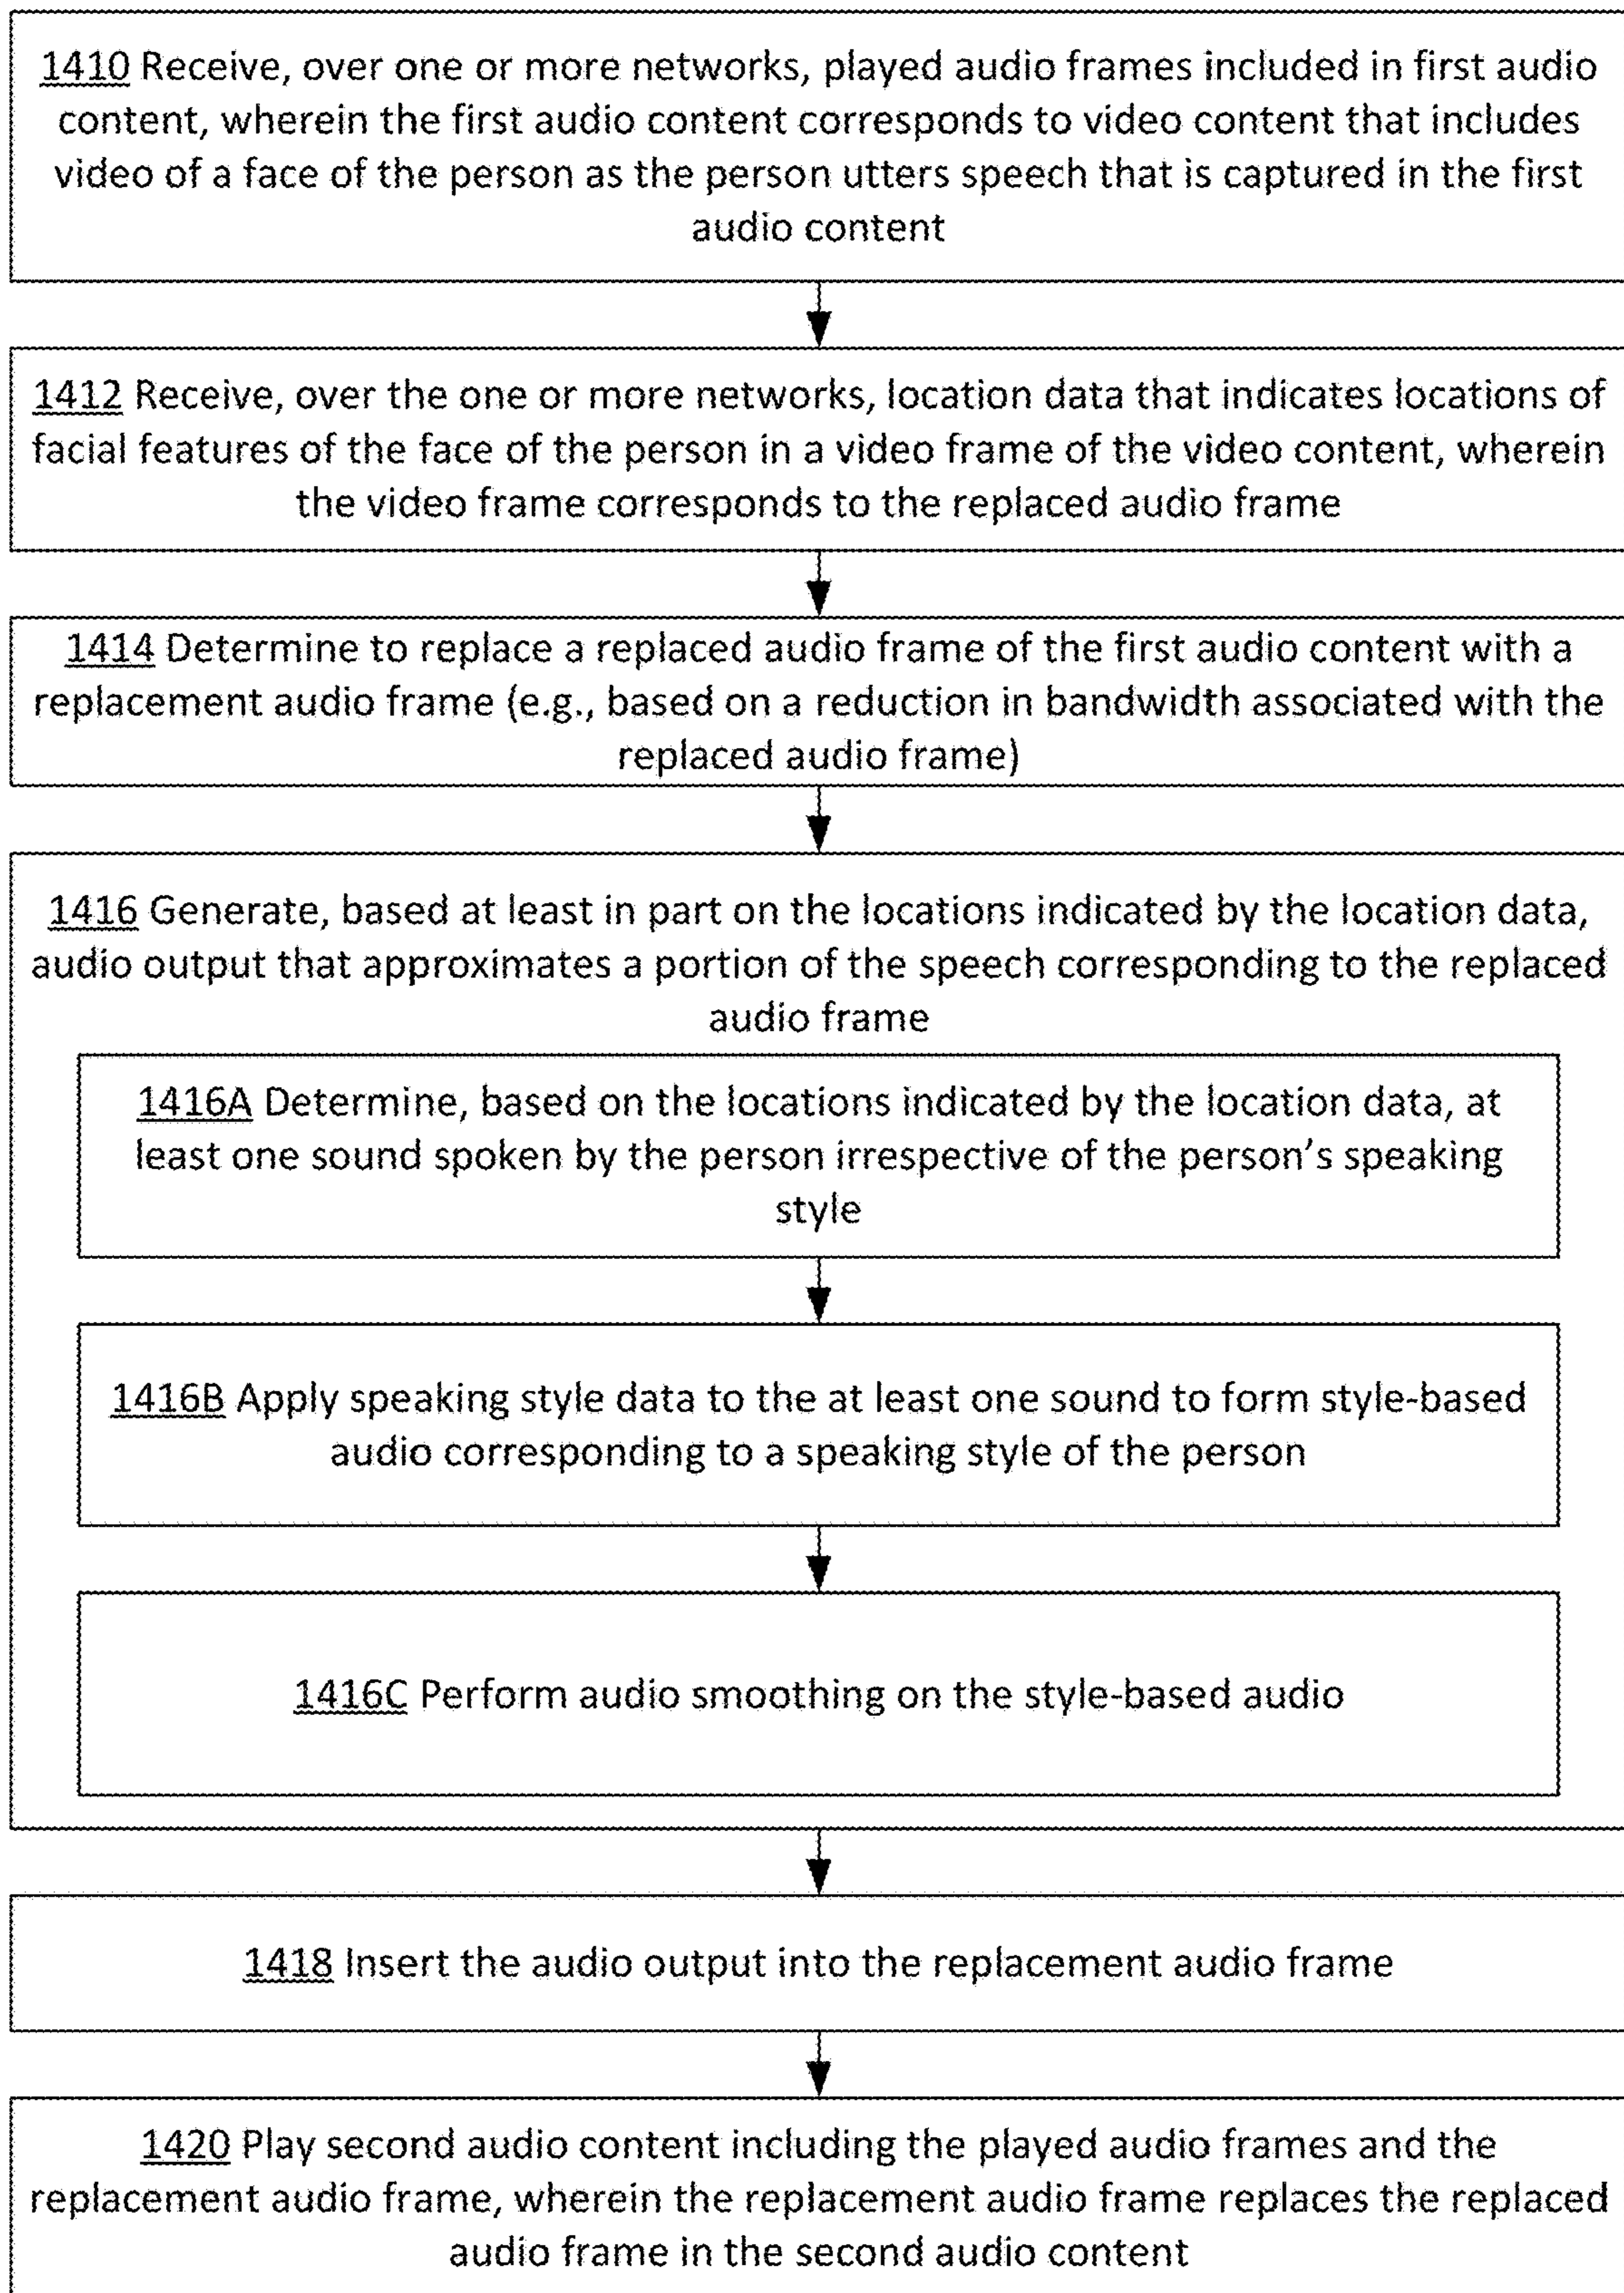 1410 Receive, over one or more networks, played audio frames included in first audio
content, wherein the first audio content corresponds to video content that includes
video of a face of the person as the person utters speech that is captured in the first
audio content
1412 Receive, over the one or more networks, location data that indicates locations of
facial features of the face of the person in a video frame of the video content, wherein
the video frame corresponds to the replaced audio frame
1414 Determine to replace a replaced audio frame of the first audio content with a
replacement audio frame (e.g., based on a reduction in bandwidth associated with the
replaced audio frame)
1416 Generate, based at least in part on the locations indicated by the location data,
audio output that approximates a portion of the speech corresponding to the replaced
audio frame
1416A Determine, based on the locations indicated by the location data, at
least one sound spoken by the person irrespective of the person's speaking
style
1416B Apply speaking style data to the at least one sound to form style-based
audio corresponding to a speaking style of the person
1416C Perform audio smoothing on the style-based audio
1418 Insert the audio output into the replacement audio frame
1420 Play second audio content including the played audio frames and the
replacement audio frame, wherein the replacement audio frame replaces the replaced
audio frame in the second audio content